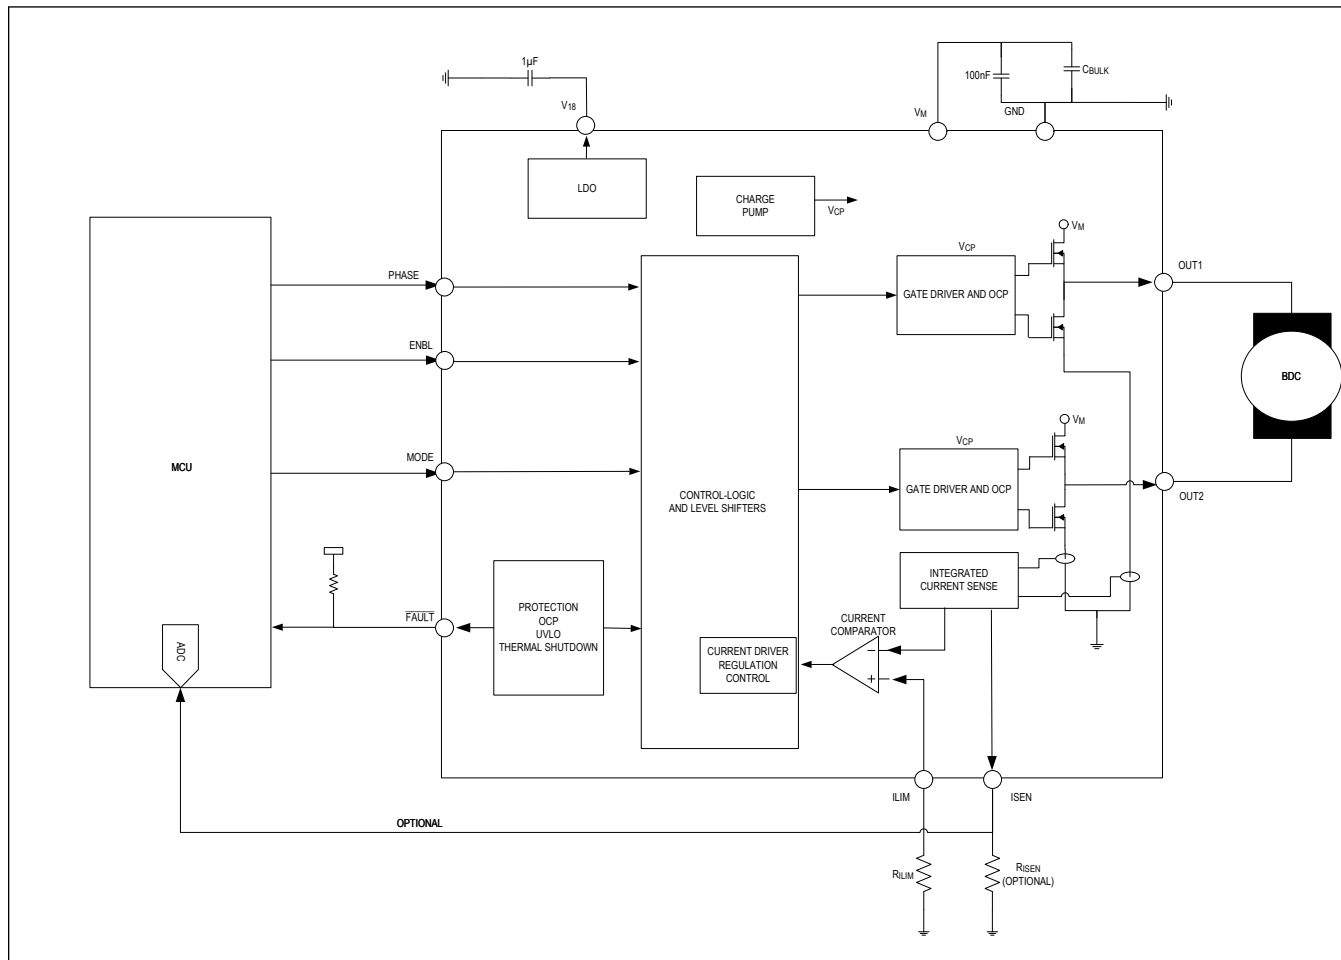 1µF
V18
VM
GND
100nF
CBULK
LDO
CHARGE
PUMP
VCP
VM
PHASE
VCP
OUT1
GATE DRIVER AND OCP
ENBL
BDC
VM
VCP
MODE
MCU
GATE DRIVER AND OCP
OUT2
CONTROL-LOGIC
AND LEVEL SHIFTERS
INTEGRATED
CURRENT SENSE
FAULT
PROTECTION
OCP
UVLO
THERMAL SHUTDOWN
CURRENT
COMPARATOR
ADC
CURRENT DRIVER
REGULATION
CONTROL
−
+
ILIM
ISEN
OPTIONAL
RILIM
RISEN
(OPTIONAL)